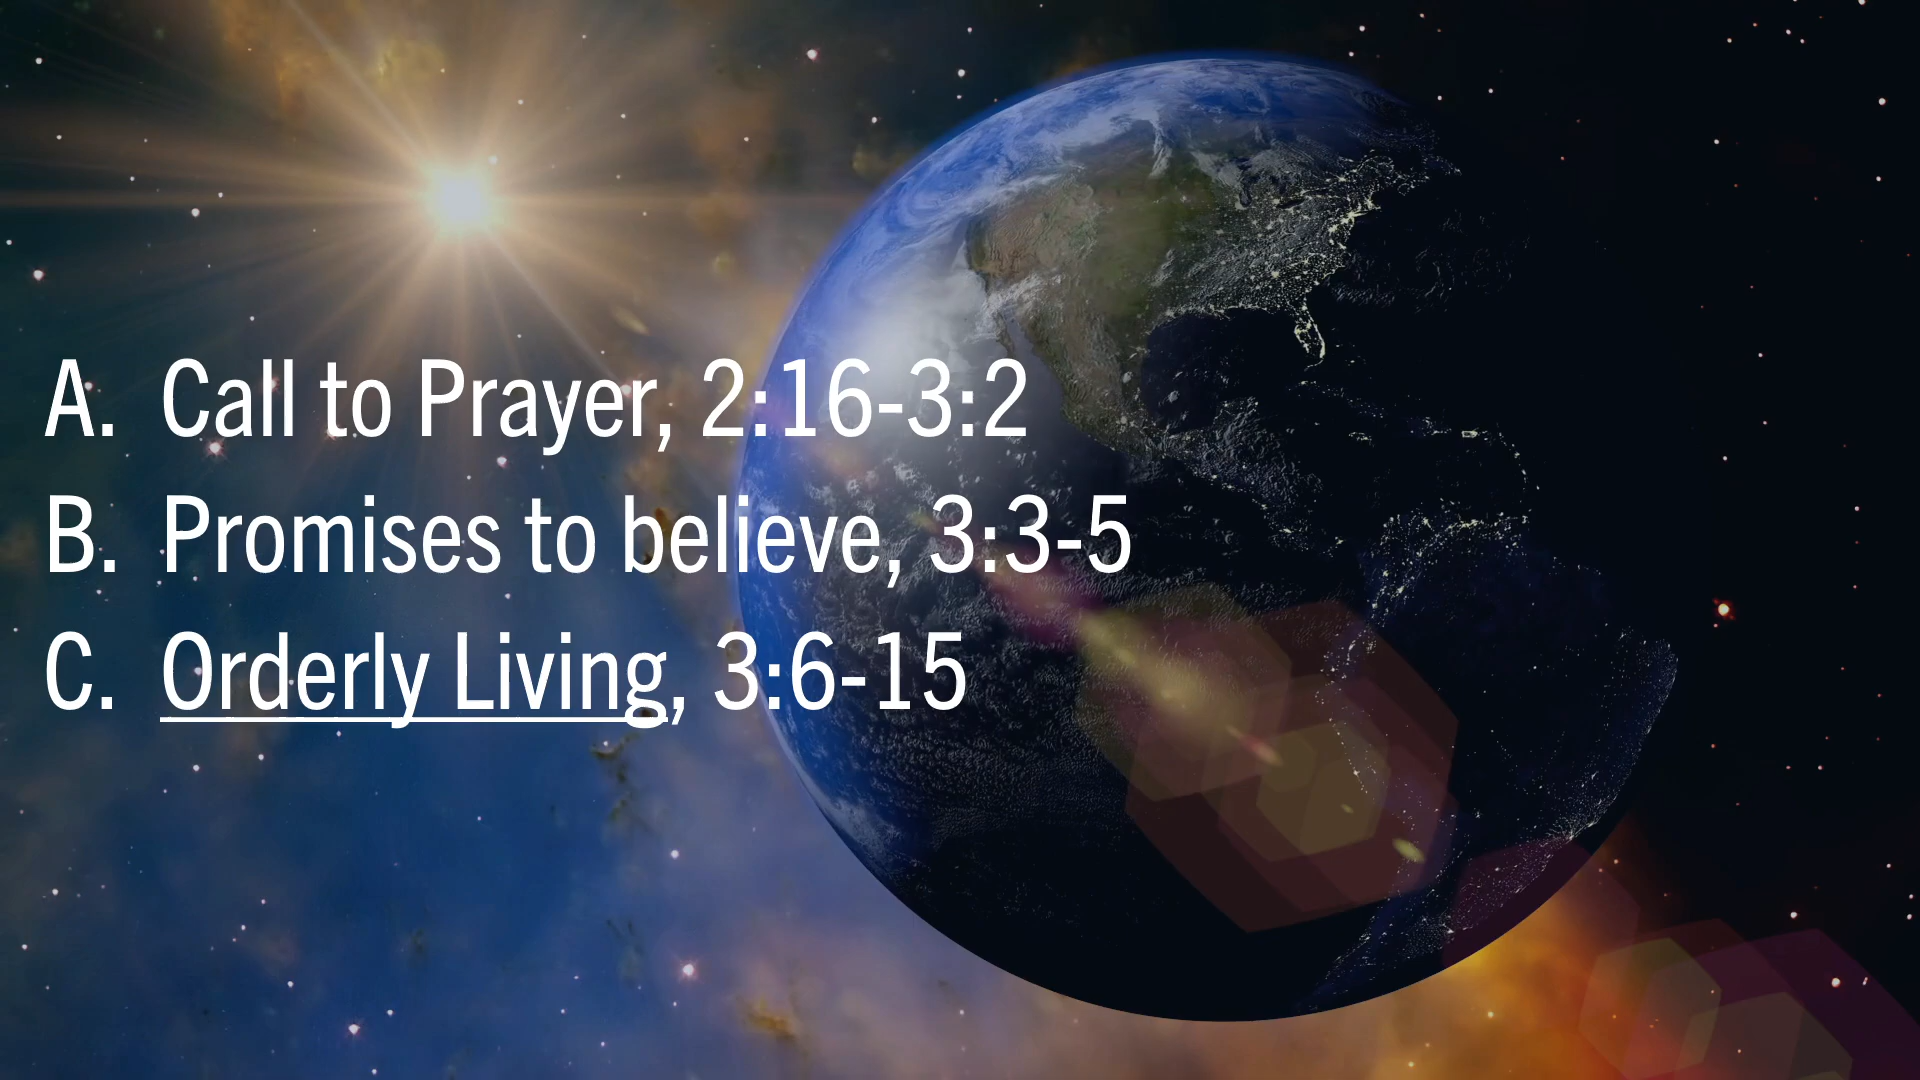 A. Call to Prayer, 2:16-3:2
B. Promises to believe, 3:3-5
C. Orderly Living, 3:6-15